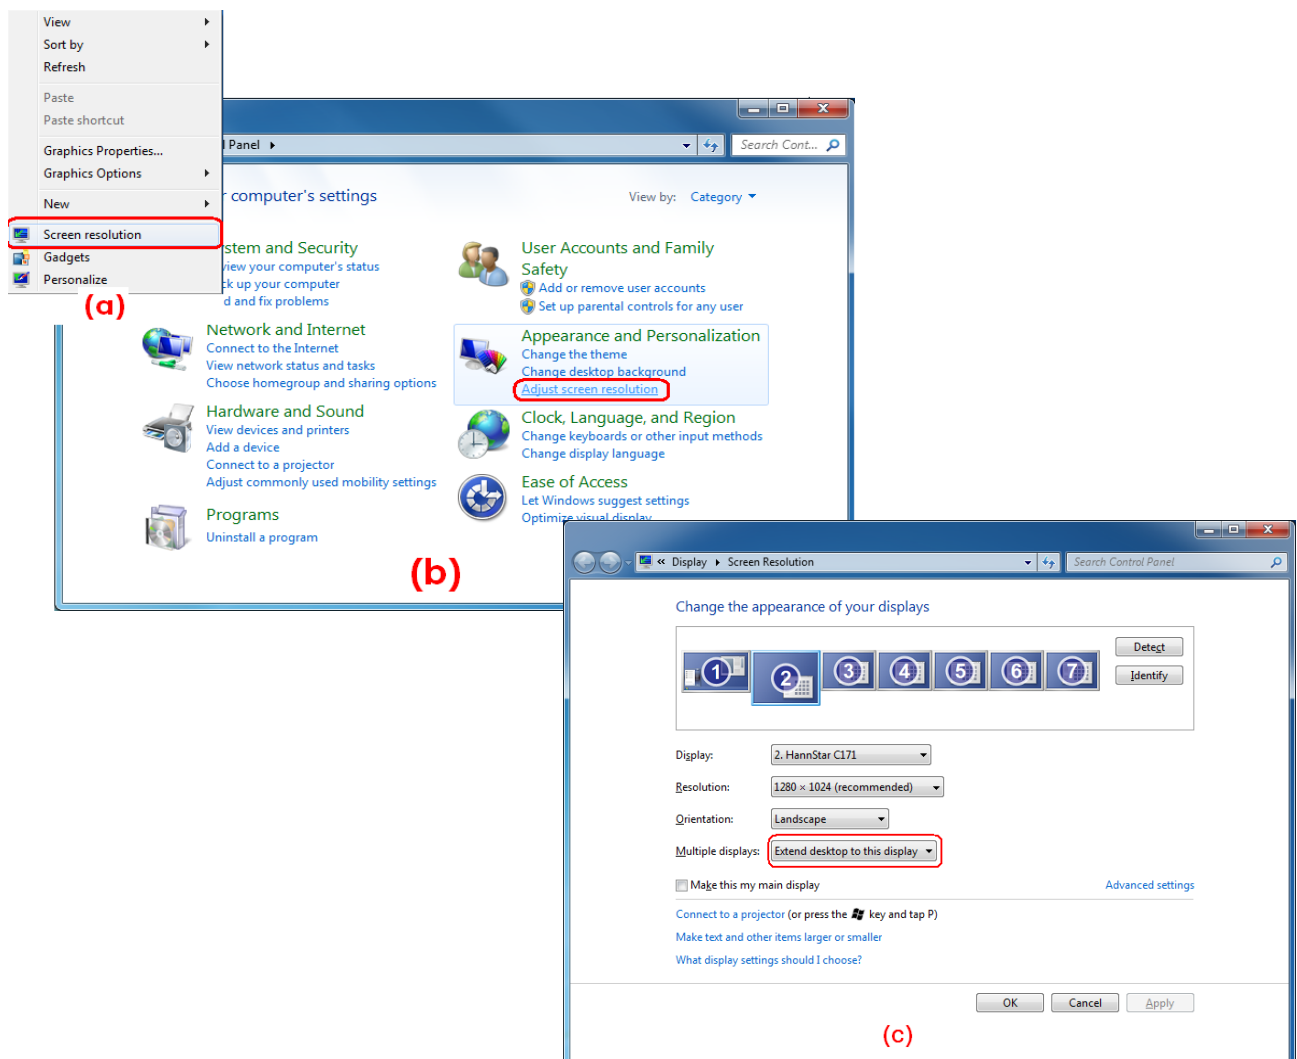 View
Sort by
Refresh
Paste
Paste shortcut
Graphics Properties...
Graphics Options
New
Screen resolution
Gadgets
Personalize
(a)
Panel
Search Cont...
computer's settings
View by: Category
stem and Security
view your computer's status
ck up your computer
d and fix problems
Network and Internet
Connect to the Internet
View network status and tasks
Choose homegroup and sharing options
Hardware and Sound
View devices and printers
Add a device
Connect to a projector
Adjust commonly used mobility settings
Programs
Uninstall a program
User Accounts and Family
Safety
Add or remove user accounts
Set up parental controls for any user
Appearance and Personalization
Change the theme
Change desktop background
Adjust screen resolution
Clock, Language, and Region
Change keyboards or other input methods
Change display language
Ease of Access
Let Windows suggest settings
Optimize visual display
(b)
« Display Screen Resolution
Search Control Panel
Change the appearance of your displays
1 2 3 4 5 6 7
Detect
Identify
Display: 2. HannStar C171
Resolution: 1280 × 1024 (recommended)
Orientation: Landscape
Multiple displays: Extend desktop to this display
Make this my main display
Advanced settings
Connect to a projector (or press the key and tap P)
Make text and other items larger or smaller
What display settings should I choose?
OK Cancel Apply
(c)